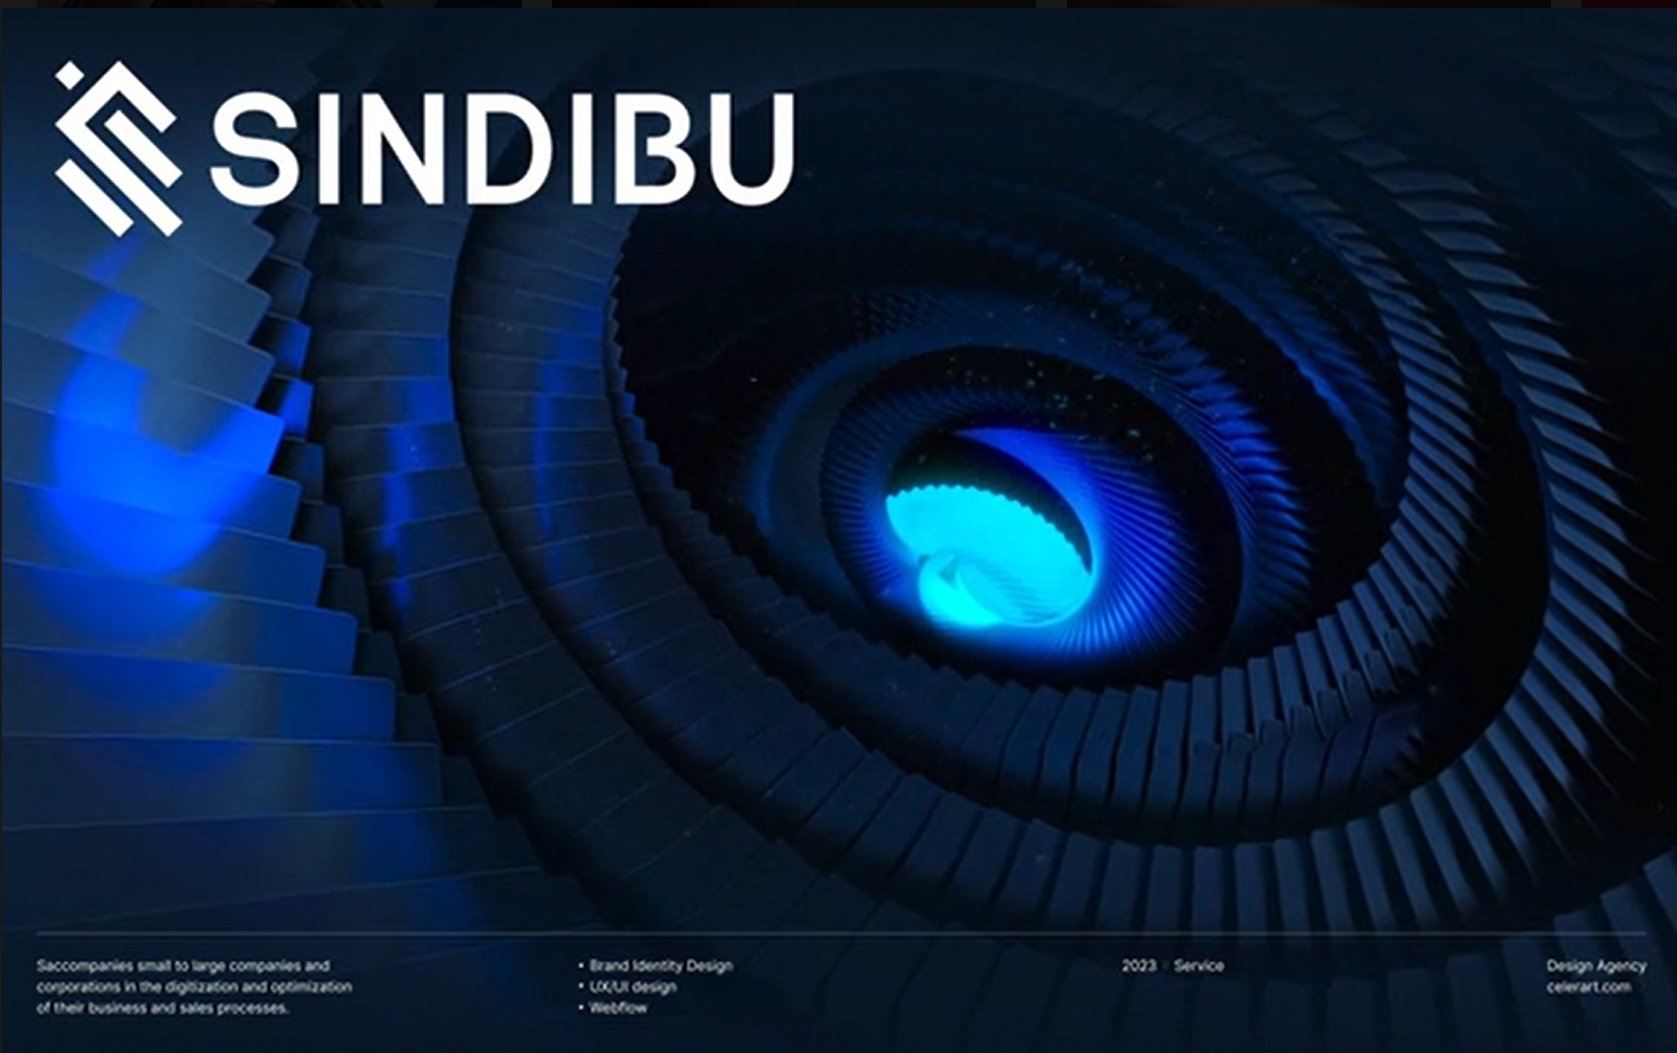 SINDIBU
Saccompanies small to large companies and
corporations in the digitization and optimization
of their business and sales processes.
• Brand Identity Design
• UX/UI design
• Webflow
2023 Service
Design Agency
celerart.com